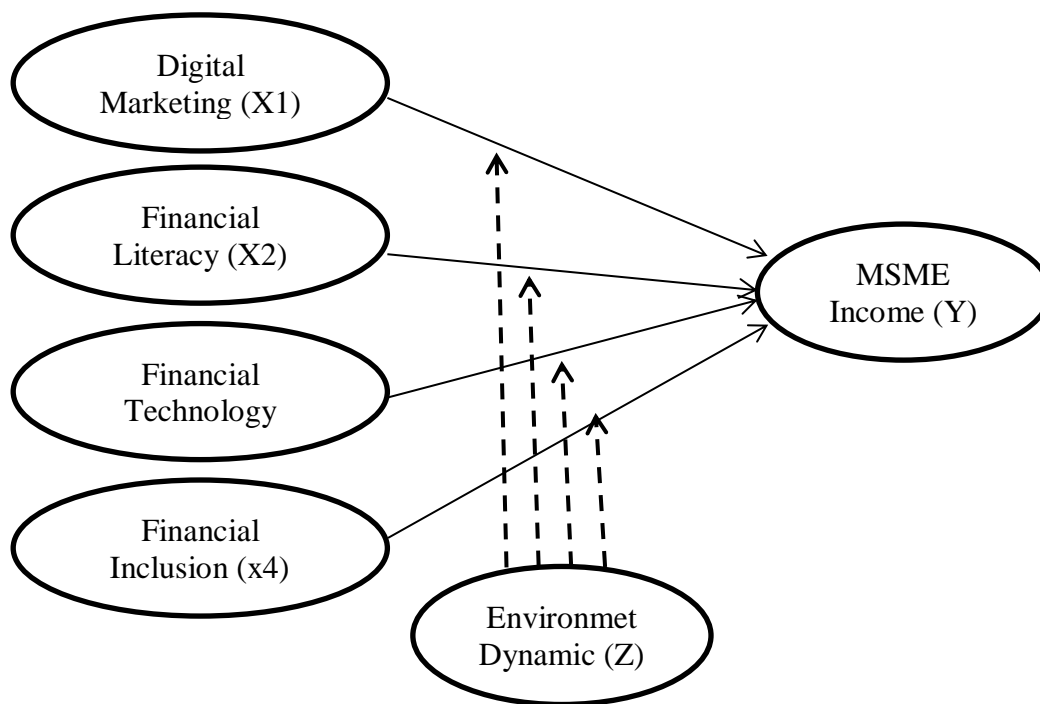 Digital
Marketing (X1)
Financial
Literacy (X2)
MSME
Income (Y)
Financial
Technology
Financial
Inclusion (x4)
Environmet
Dynamic (Z)